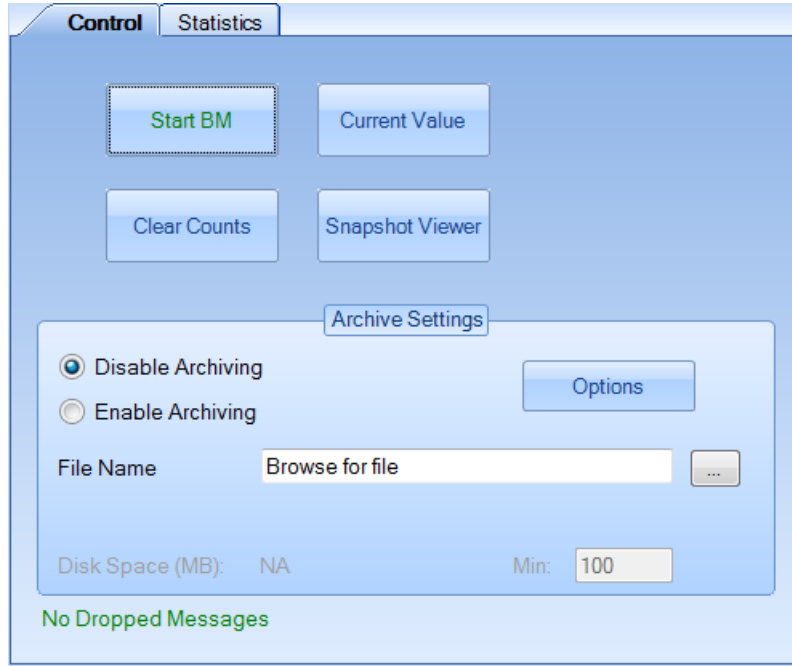 Control Statistics
Start BM Current Value
Clear Counts Snapshot Viewer
Archive Settings
Disable Archiving
Options
Enable Archiving
File Name Browse for file ...
Disk Space (MB): NA Min: 100
No Dropped Messages